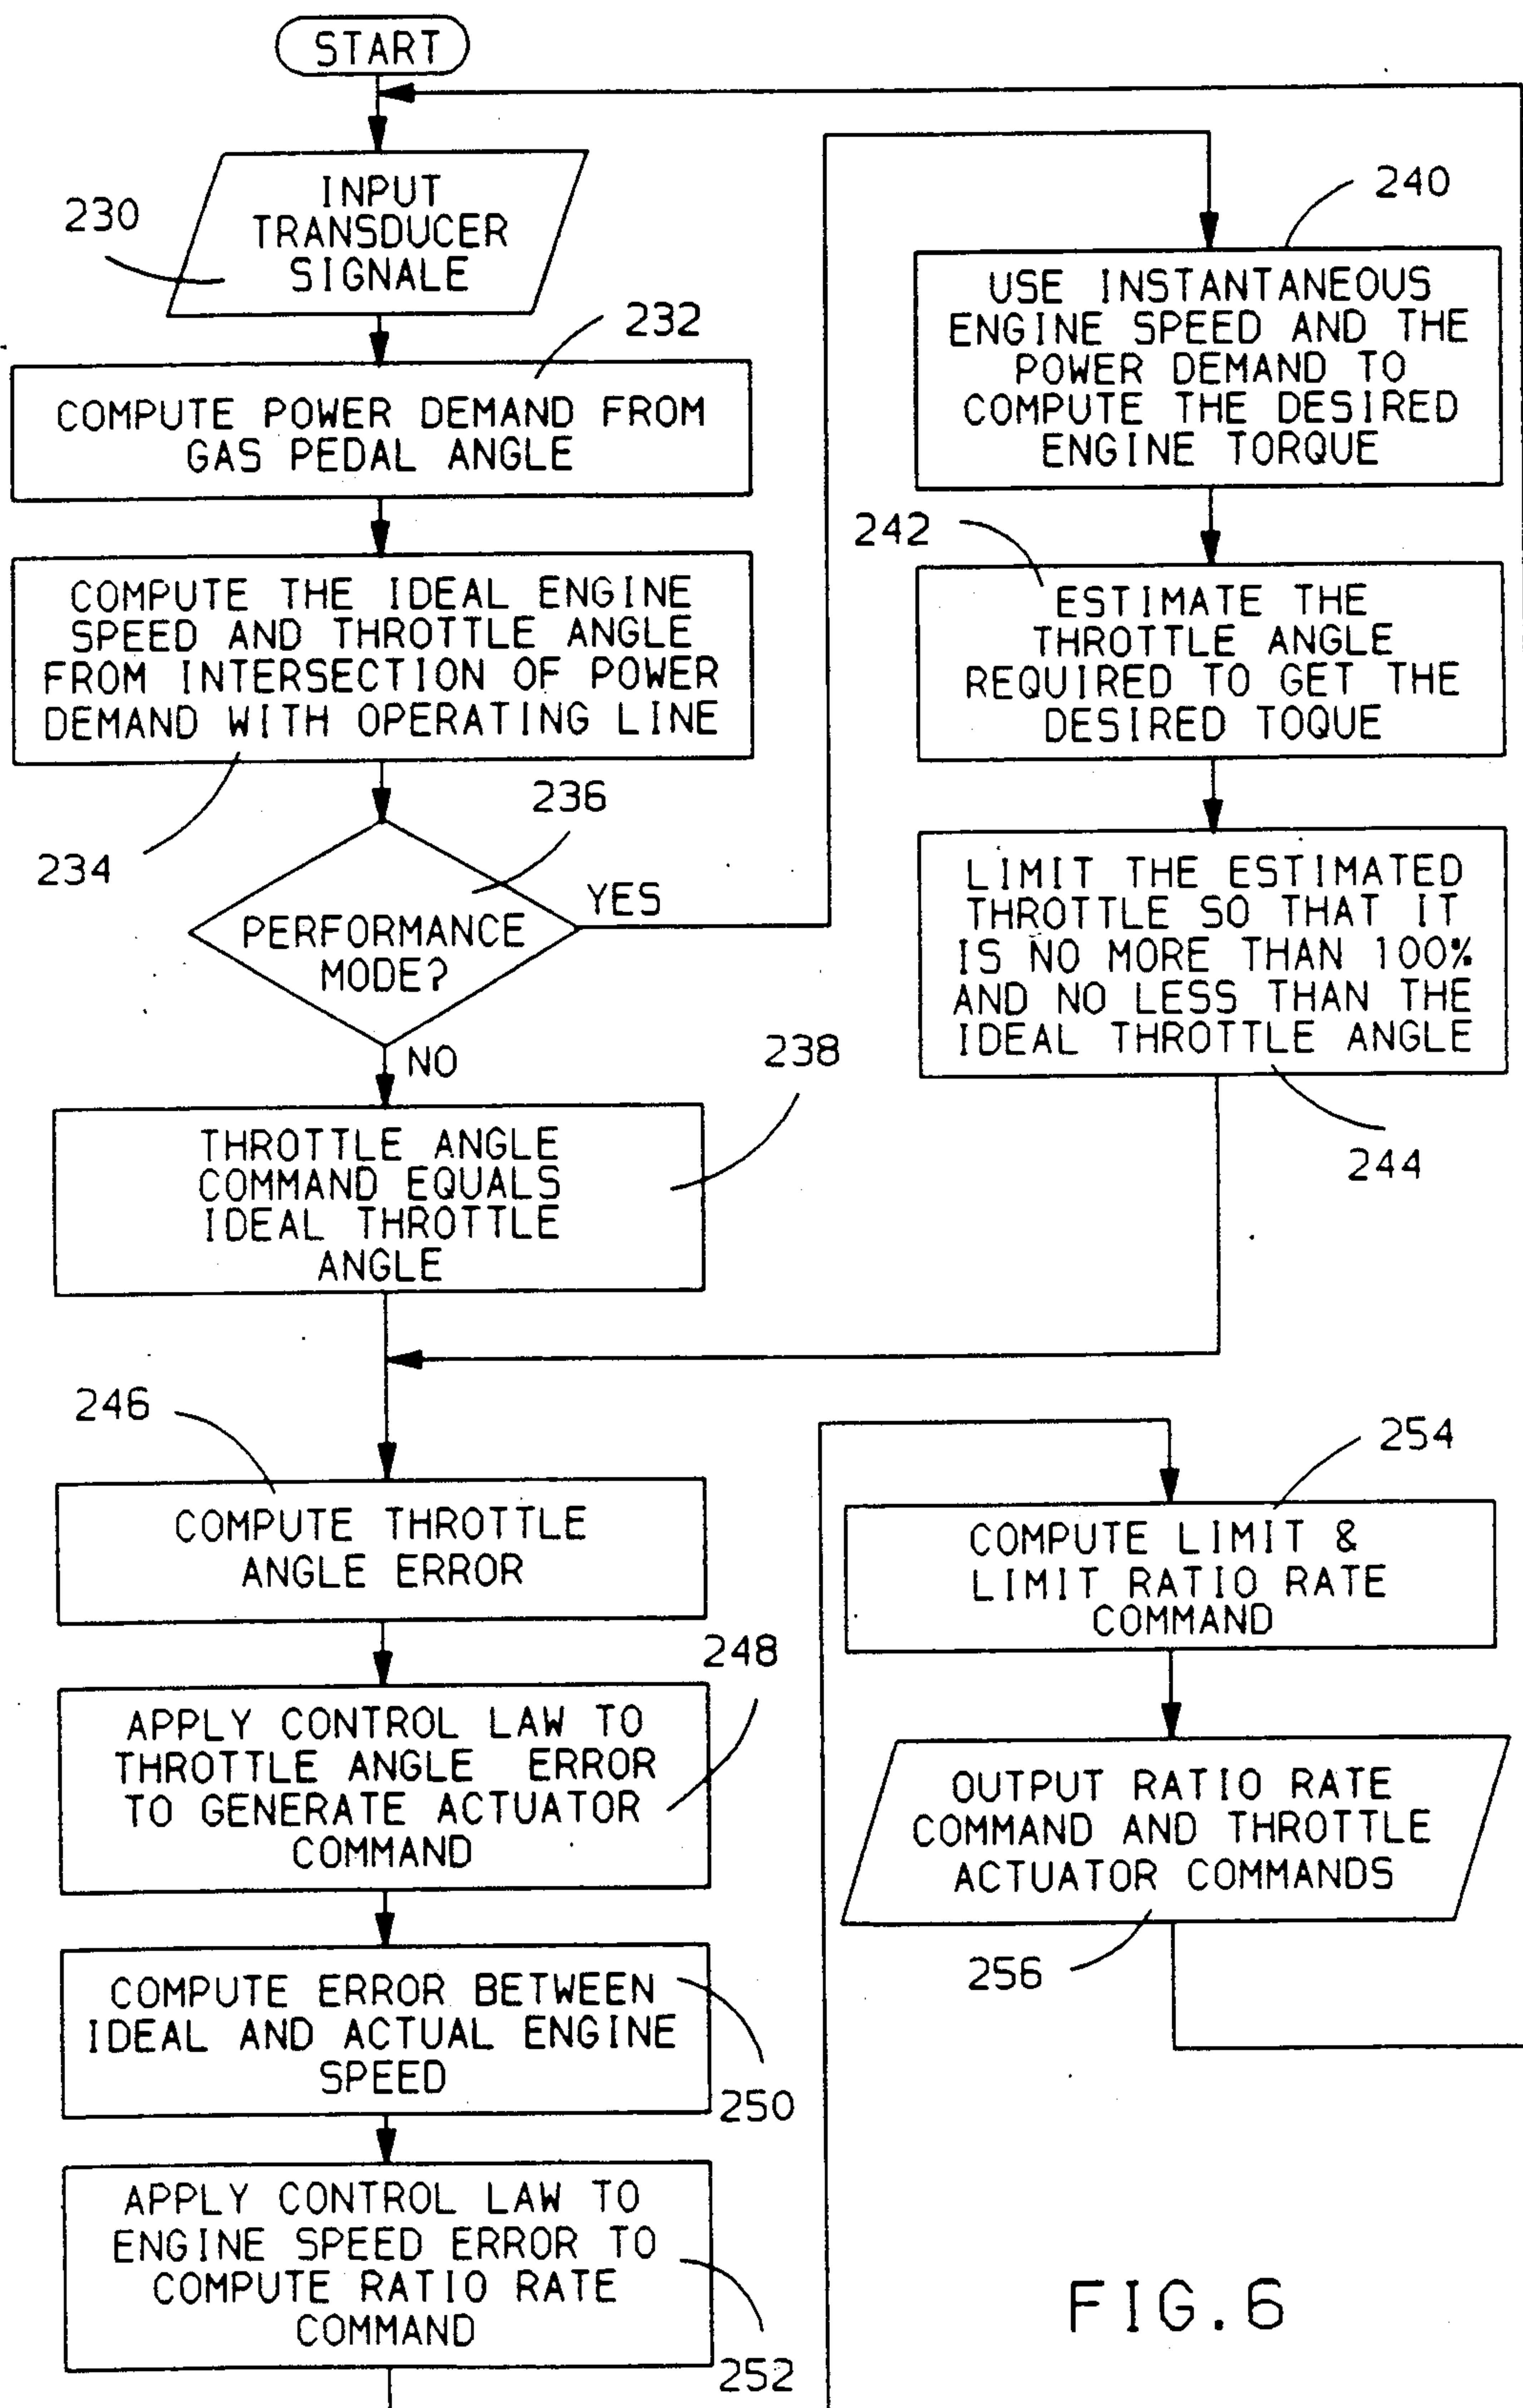 START
INPUT
TRANSDUCER
SIGNALE
230
232
COMPUTE POWER DEMAND FROM
GAS PEDAL ANGLE
COMPUTE THE IDEAL ENGINE
SPEED AND THROTTLE ANGLE
FROM INTERSECTION OF POWER
DEMAND WITH OPERATING LINE
234
236
PERFORMANCE
MODE?
YES
NO
238
THROTTLE ANGLE
COMMAND EQUALS
IDEAL THROTTLE
ANGLE
240
USE INSTANTANEOUS
ENGINE SPEED AND THE
POWER DEMAND TO
COMPUTE THE DESIRED
ENGINE TORQUE
242
ESTIMATE THE
THROTTLE ANGLE
REQUIRED TO GET THE
DESIRED TOQUE
LIMIT THE ESTIMATED
THROTTLE SO THAT IT
IS NO MORE THAN 100%
AND NO LESS THAN THE
IDEAL THROTTLE ANGLE
244
246
COMPUTE THROTTLE
ANGLE ERROR
248
APPLY CONTROL LAW TO
THROTTLE ANGLE ERROR
TO GENERATE ACTUATOR
COMMAND
COMPUTE ERROR BETWEEN
IDEAL AND ACTUAL ENGINE
SPEED
250
APPLY CONTROL LAW TO
ENGINE SPEED ERROR TO
COMPUTE RATIO RATE
COMMAND
252
254
COMPUTE LIMIT &
LIMIT RATIO RATE
COMMAND
OUTPUT RATIO RATE
COMMAND AND THROTTLE
ACTUATOR COMMANDS
256
FIG.6